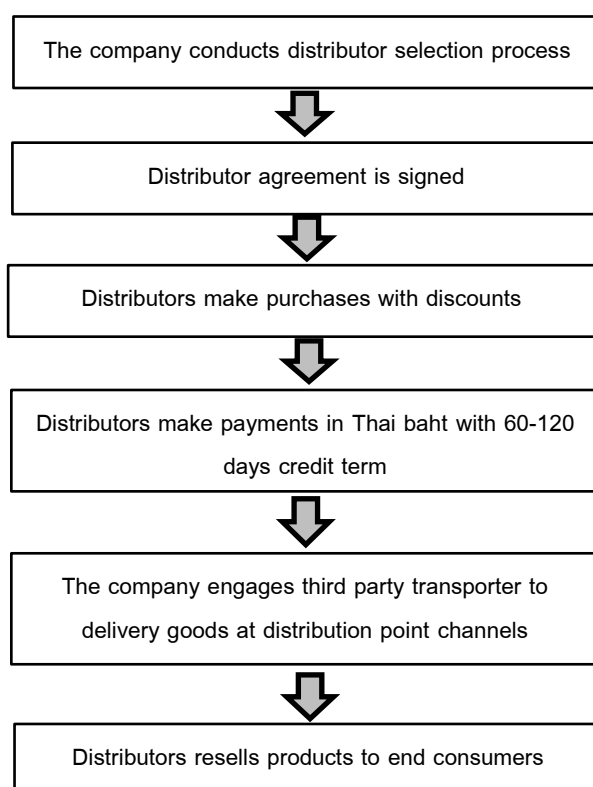 The company conducts distributor selection process
Distributor agreement is signed
Distributors make purchases with discounts
Distributors make payments in Thai baht with 60-120
days credit term
The company engages third party transporter to
delivery goods at distribution point channels
Distributors resells products to end consumers